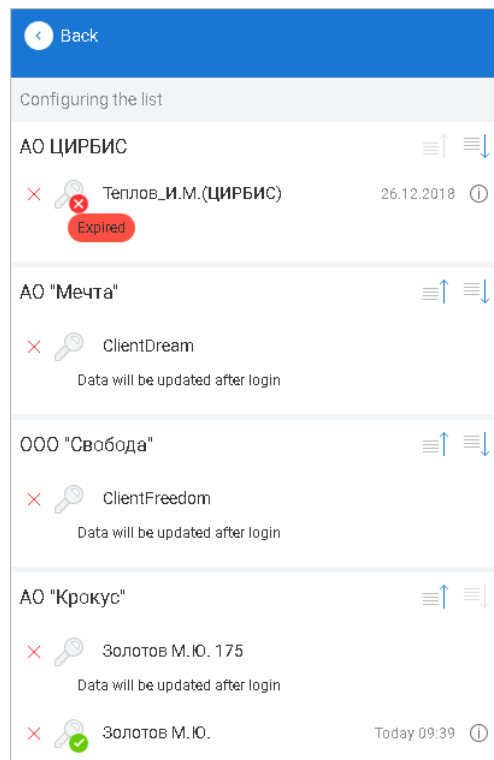 Back
Configuring the list
АО ЦИРБИС
Теплов_И.М.(ЦИРБИС) 26.12.2018
Expired
АО "Мечта"
ClientDream
Data will be updated after login
ООО "Свобода"
ClientFreedom
Data will be updated after login
АО "Крокус"
Золотов М.Ю. 175
Data will be updated after login
Золотов М.Ю. Today 09:39